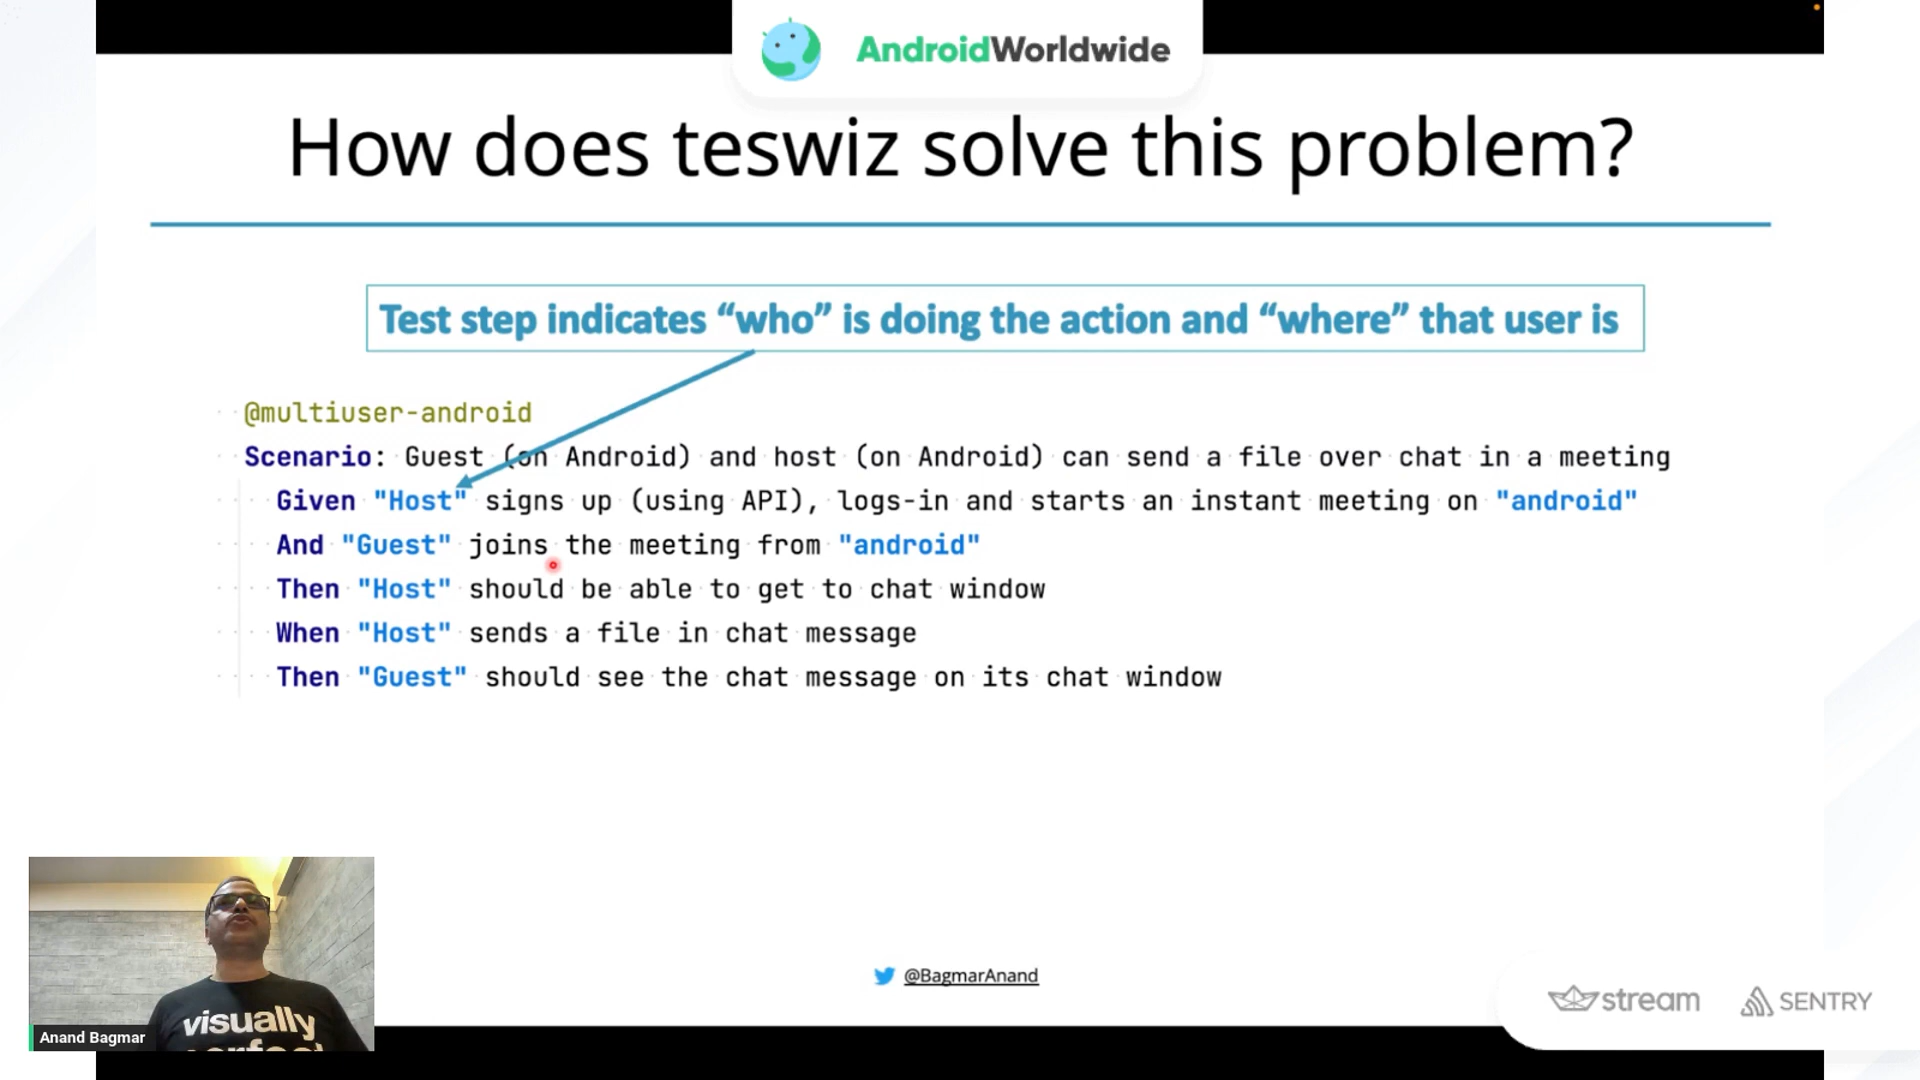 AndroidWorldwide
How does teswiz solve this problem?
Test step indicates “who” is doing the action and “where” that user is
@multiuser-android
Scenario: Guest (on Android) and host (on Android) can send a file over chat in a meeting
Given "Host" signs up (using API), logs-in and starts an instant meeting on "android"
And "Guest" joins the meeting from "android"
Then "Host" should be able to get to chat window
When "Host" sends a file in chat message
Then "Guest" should see the chat message on its chat window
visually
Anand Bagmar
@BagmarAnand
stream
SENTRY